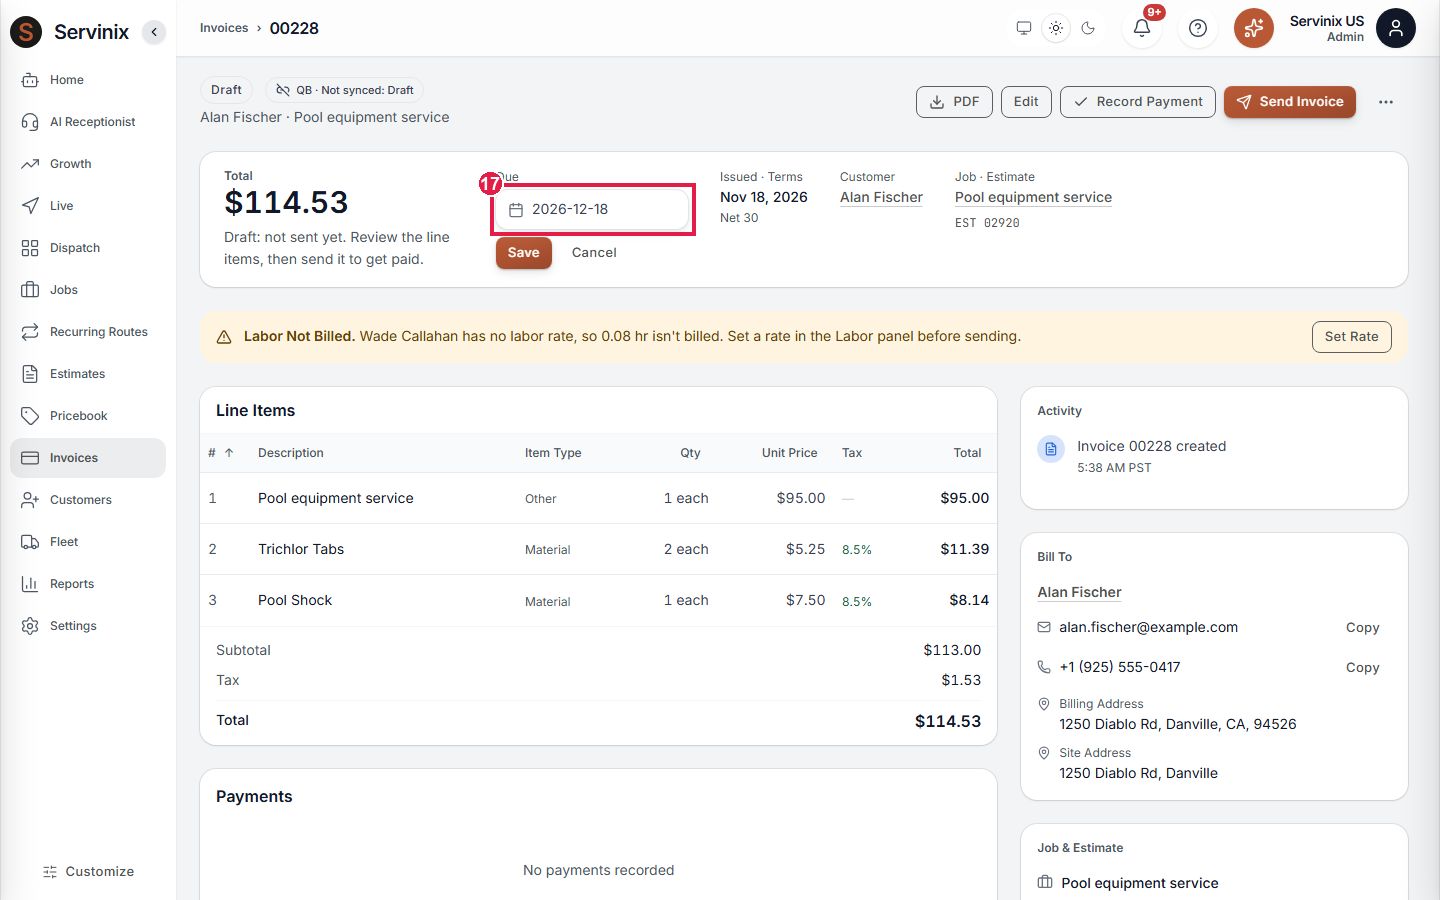 Servinix
Home
AI Receptionist
Growth
Live
Dispatch
Jobs
Recurring Routes
Estimates
Pricebook
Invoices
Customers
Fleet
Reports
Settings
Customize
Invoices › 00228
9+
Servinix US
Admin
Draft
QB · Not synced: Draft
Alan Fischer · Pool equipment service
PDF
Edit
Record Payment
Send Invoice
Total
$114.53
Draft: not sent yet. Review the line
items, then send it to get paid.
17
Due
2026-12-18
Save
Cancel
Issued · Terms
Nov 18, 2026
Net 30
Customer
Alan Fischer
Job · Estimate
Pool equipment service
EST 02920
Labor Not Billed. Wade Callahan has no labor rate, so 0.08 hr isn't billed. Set a rate in the Labor panel before sending.
Set Rate
Line Items
# ↑ Description Item Type Qty Unit Price Tax Total
1 Pool equipment service Other 1 each $95.00 — $95.00
2 Trichlor Tabs Material 2 each $5.25 8.5% $11.39
3 Pool Shock Material 1 each $7.50 8.5% $8.14
Subtotal $113.00
Tax $1.53
Total $114.53
Payments
No payments recorded
Activity
Invoice 00228 created
5:38 AM PST
Bill To
Alan Fischer
alan.fischer@example.com Copy
+1 (925) 555-0417 Copy
Billing Address
1250 Diablo Rd, Danville, CA, 94526
Site Address
1250 Diablo Rd, Danville
Job & Estimate
Pool equipment service